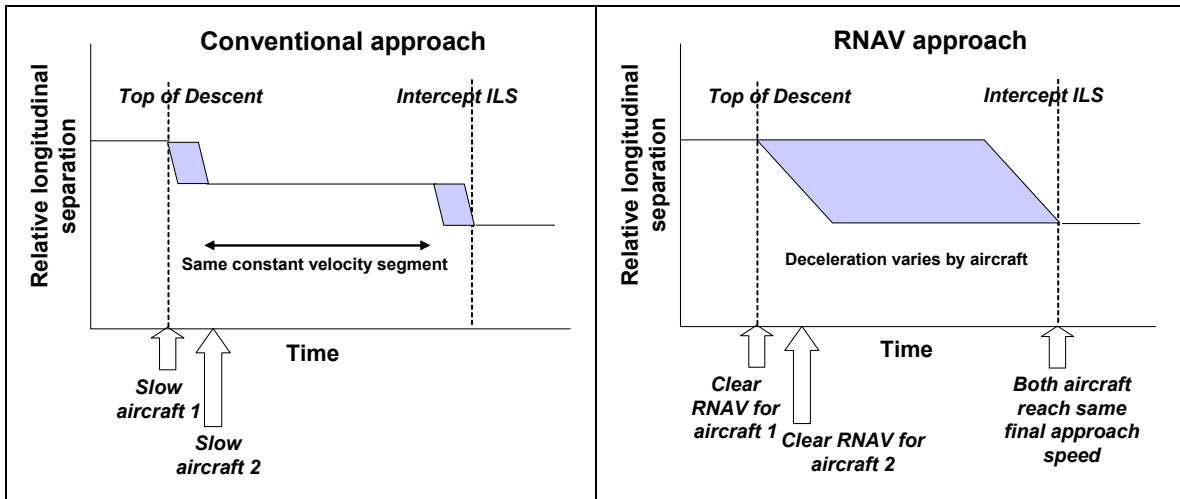 Conventional approach
Relative longitudinal
separation
Top of Descent
Intercept ILS
Same constant velocity segment
Time
Slow
aircraft 1
Slow
aircraft 2
RNAV approach
Relative longitudinal
separation
Top of Descent
Intercept ILS
Deceleration varies by aircraft
Time
Clear
RNAV for
aircraft 1
Clear RNAV for
aircraft 2
Both aircraft
reach same
final approach
speed